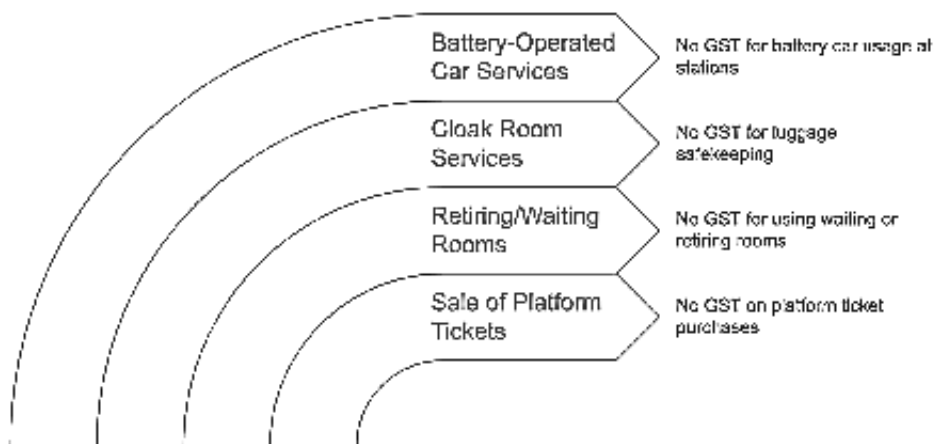 Battery-Operated
Car Services
No GST for battery car usage at
stations
Cloak Room
Services
No GST for luggage
safekeeping
Retiring/Waiting
Rooms
No GST for using waiting or
retiring rooms
Sale of Platform
Tickets
No GST on platform ticket
purchases